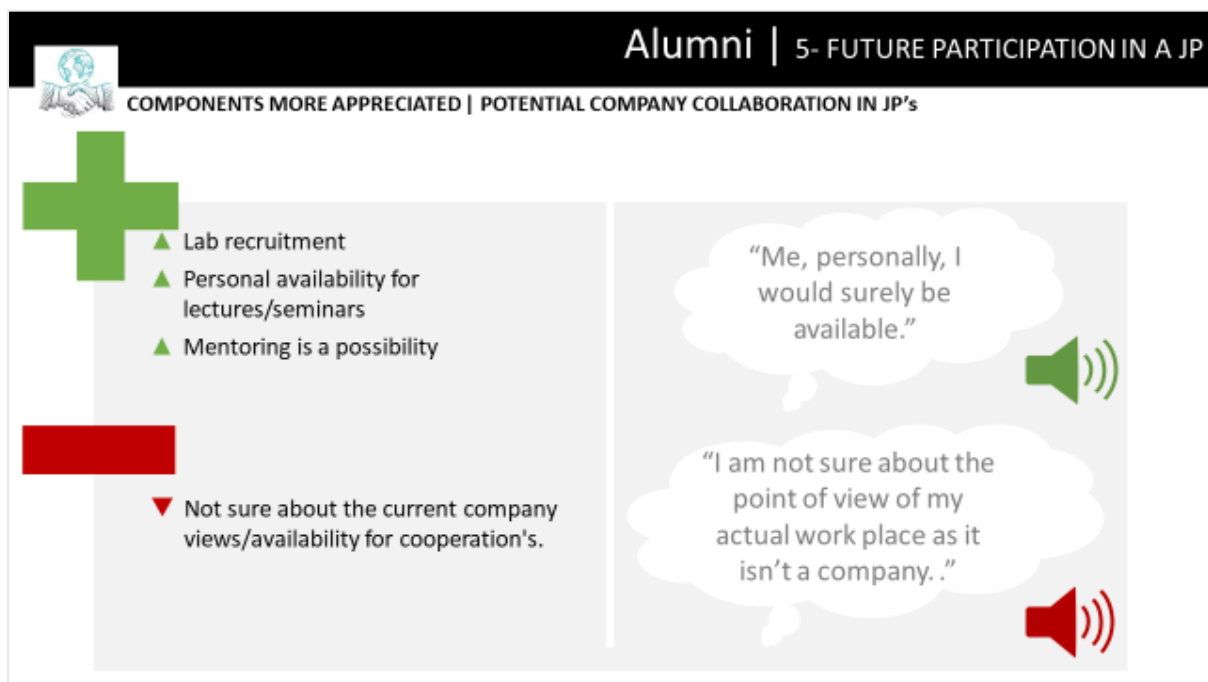 Alumni | 5- FUTURE PARTICIPATION IN A JP
COMPONENTS MORE APPRECIATED | POTENTIAL COMPANY COLLABORATION IN JP's
Lab recruitment
Personal availability for
lectures/seminars
Mentoring is a possibility
“Me, personally, I
would surely be
available.”
Not sure about the current company
views/availability for cooperation's.
“I am not sure about the
point of view of my
actual work place as it
isn’t a company. .”